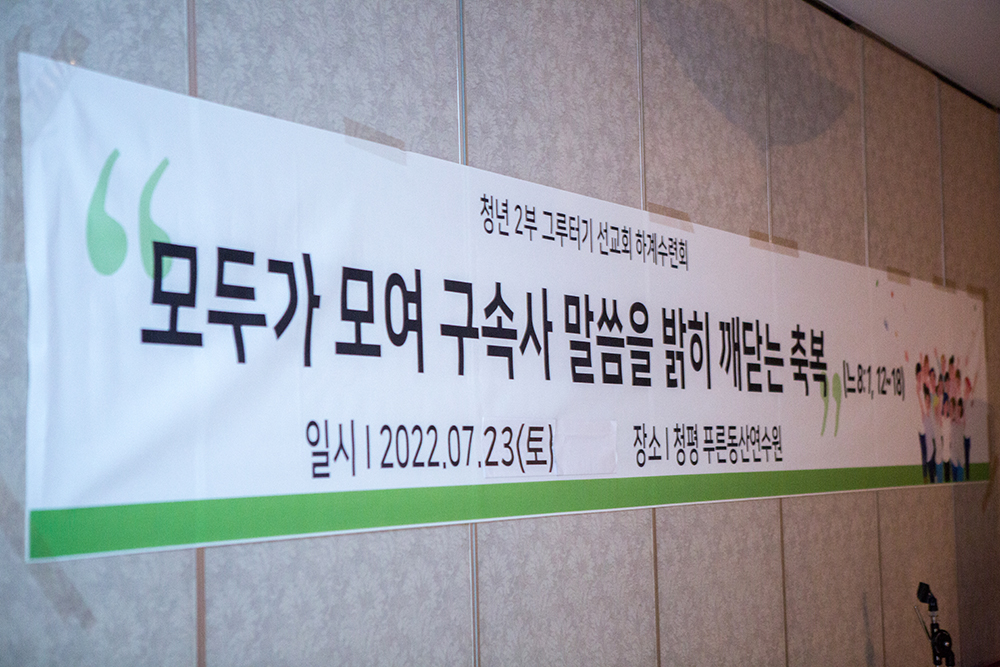 청년 2부 그루터기 선교회 하계수련회
“모두가 모여 구속사 말씀을 밝히 깨닫는 축복” (느8:1, 12~18)
일시 | 2022.07.23(토) 장소 | 청평 푸른동산연수원